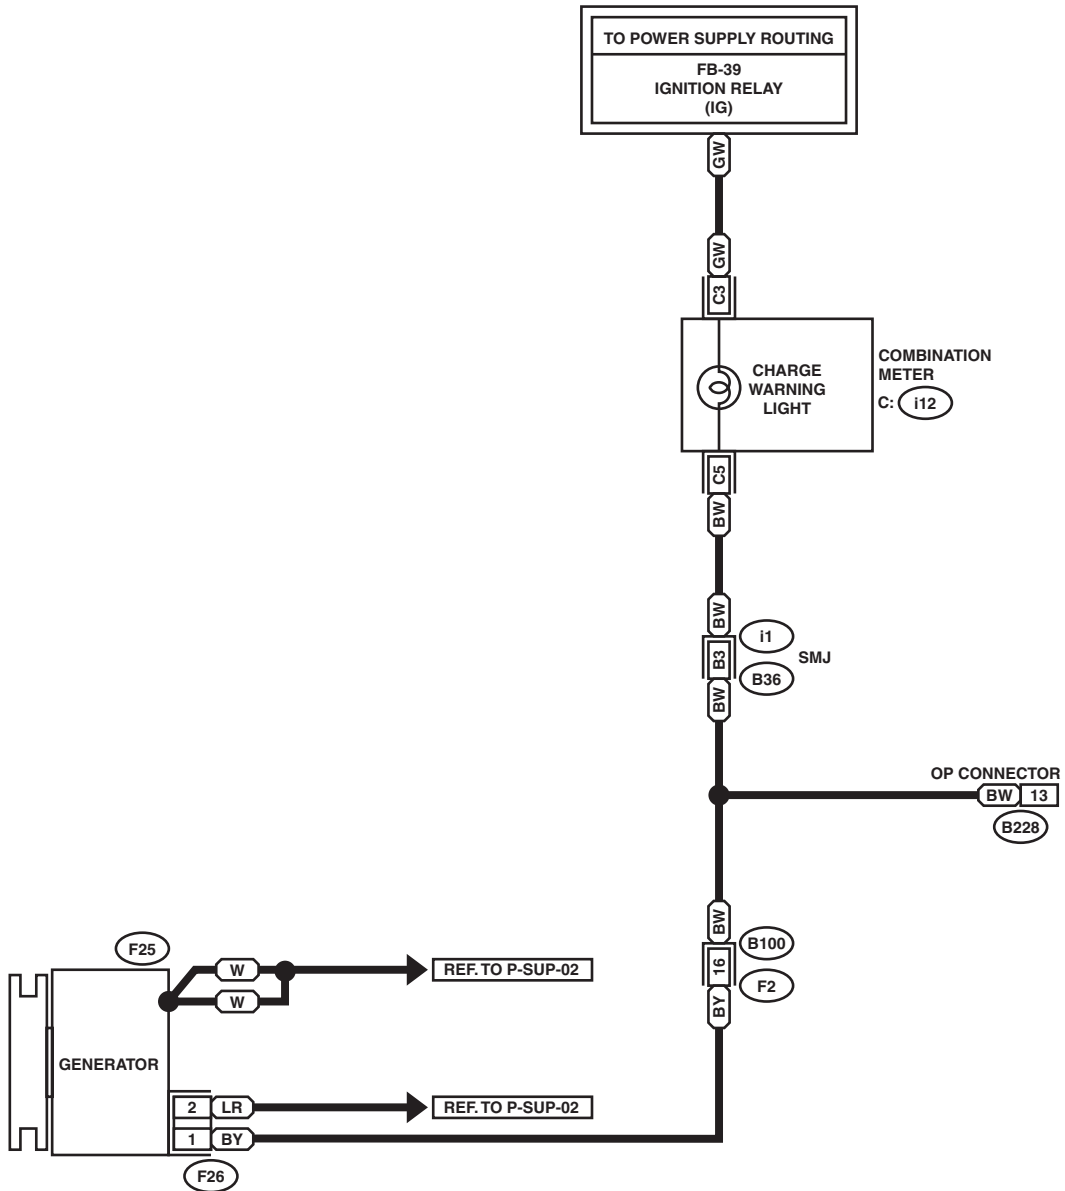 TO POWER SUPPLY ROUTING
FB-39
IGNITION RELAY
(IG)
GW
GW
C3
CHARGE
WARNING
LIGHT
COMBINATION
METER
C: i12
C5
BW
BW
i1
B3
SMJ
B36
BW
OP CONNECTOR
BW 13
B228
BW
B100
16
F2
BY
F25
W
REF. TO P-SUP-02
W
GENERATOR
2 LR
REF. TO P-SUP-02
1 BY
F26